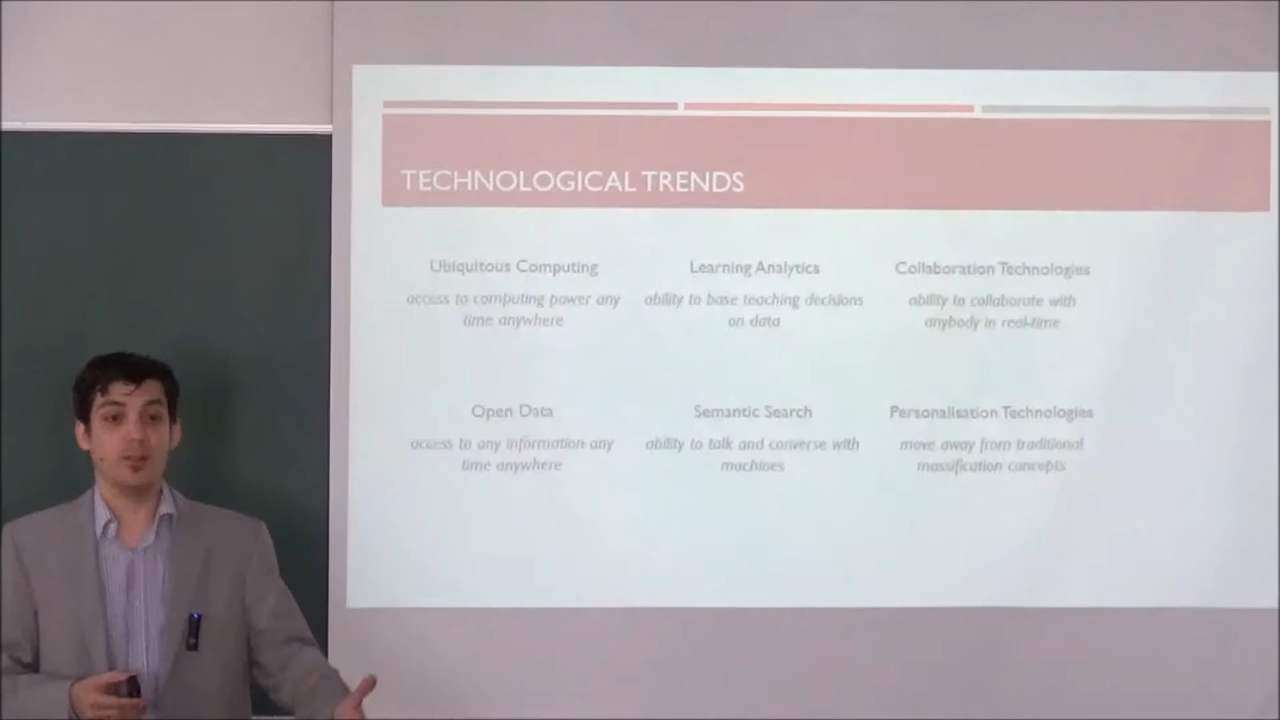 TECHNOLOGICAL TRENDS
Ubiquitous Computing
access to computing power any
time anywhere
Learning Analytics
ability to base teaching decisions
on data
Collaboration Technologies
ability to collaborate with
anybody in real-time
Open Data
access to any information any
time anywhere
Semantic Search
ability to talk and converse with
machines
Personalisation Technologies
move away from traditional
massification concepts